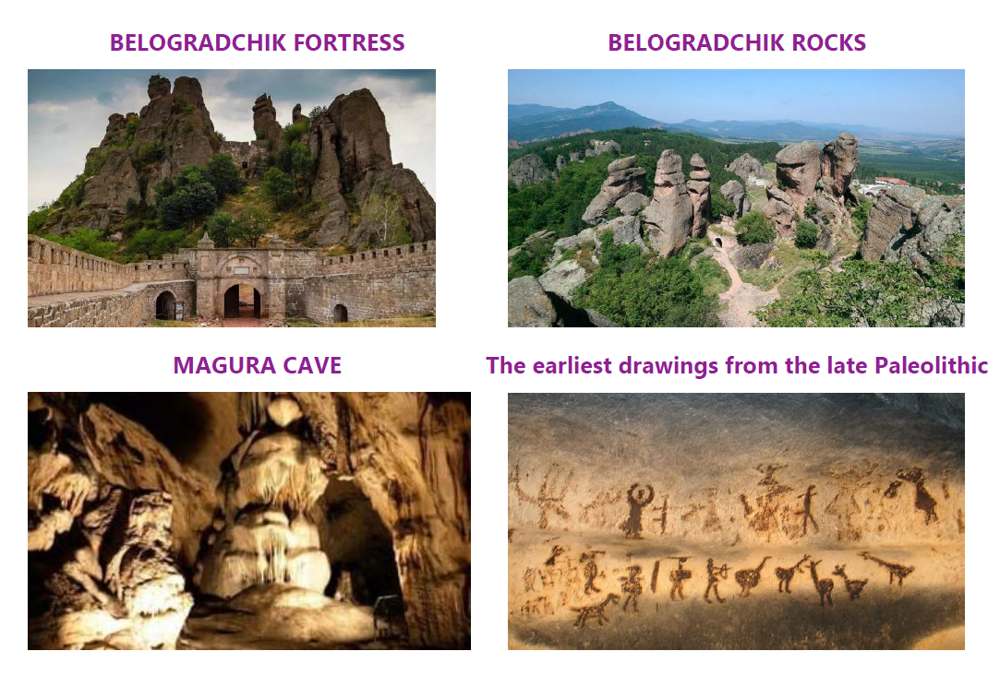 BELOGRADCHIK FORTRESS
BELOGRADCHIK ROCKS
MAGURA CAVE
The earliest drawings from the late Paleolithic